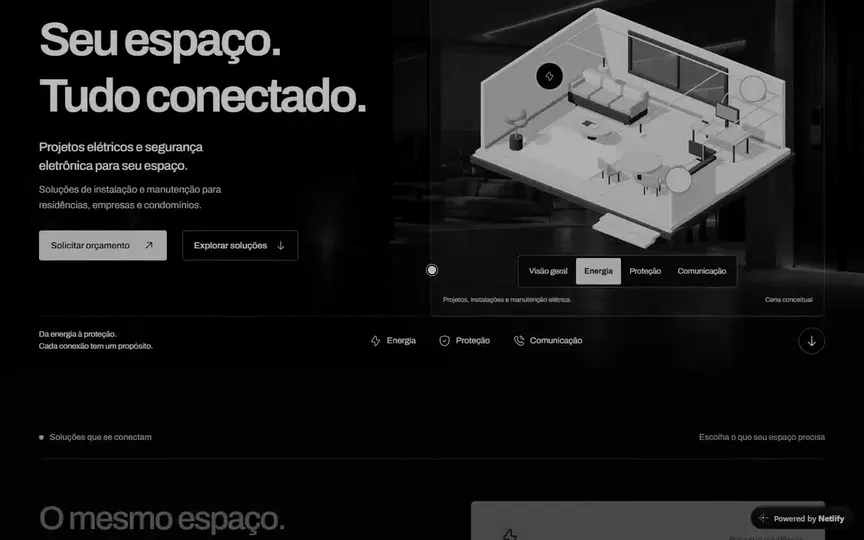 Seu espaço.
Tudo conectado.
Projetos elétricos e segurança
eletrônica para seu espaço.
Soluções de instalação e manutenção para
residências, empresas e condomínios.
Solicitar orçamento
Explorar soluções
Visão geral
Energia
Proteção
Comunicação
Projetos, instalações e manutenção elétrica.
Cena conceitual
Da energia à proteção.
Cada conexão tem um propósito.
Energia
Proteção
Comunicação
Soluções que se conectam
Escolha o que seu espaço precisa
O mesmo espaço.
Powered by Netlify